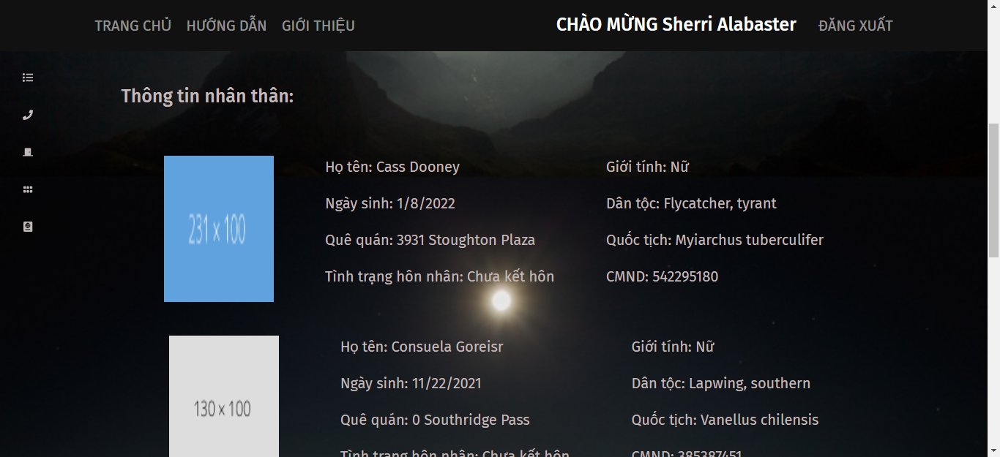 TRANG CHỦ HƯỚNG DẪN GIỚI THIỆU CHÀO MỪNG Sherri Alabaster ĐĂNG XUẤT
Thông tin nhân thân:
231 x 100
Họ tên: Cass Dooney Giới tính: Nữ
Ngày sinh: 1/8/2022 Dân tộc: Flycatcher, tyrant
Quê quán: 3931 Stoughton Plaza Quốc tịch: Myiarchus tuberculifer
Tình trạng hôn nhân: Chưa kết hôn CMND: 542295180
130 x 100
Họ tên: Consuela Goreisr Giới tính: Nữ
Ngày sinh: 11/22/2021 Dân tộc: Lapwing, southern
Quê quán: 0 Southridge Pass Quốc tịch: Vanellus chilensis
Tình trạng hôn nhân: Chưa kết hôn CMND: 385387451